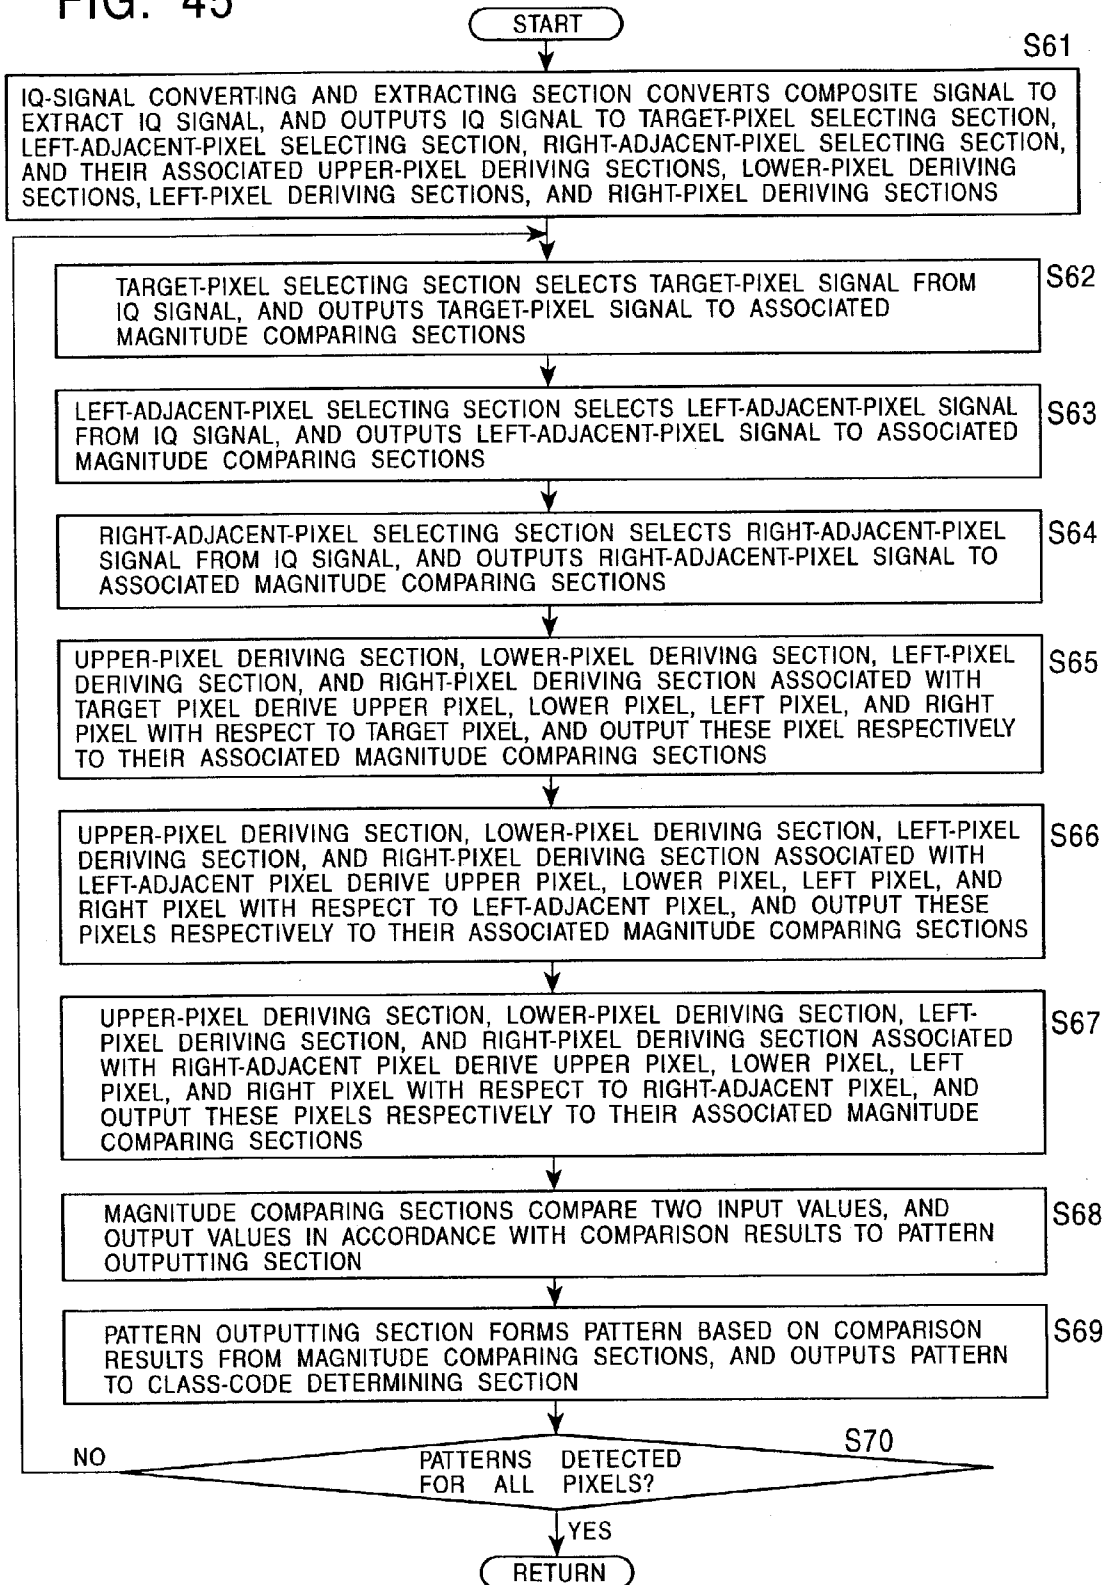 FIG. 45
START
S61
IQ-SIGNAL CONVERTING AND EXTRACTING SECTION CONVERTS COMPOSITE SIGNAL TO
EXTRACT IQ SIGNAL, AND OUTPUTS IQ SIGNAL TO TARGET-PIXEL SELECTING SECTION,
LEFT-ADJACENT-PIXEL SELECTING SECTION, RIGHT-ADJACENT-PIXEL SELECTING SECTION,
AND THEIR ASSOCIATED UPPER-PIXEL DERIVING SECTIONS, LOWER-PIXEL DERIVING
SECTIONS, LEFT-PIXEL DERIVING SECTIONS, AND RIGHT-PIXEL DERIVING SECTIONS
S62
TARGET-PIXEL SELECTING SECTION SELECTS TARGET-PIXEL SIGNAL FROM
IQ SIGNAL, AND OUTPUTS TARGET-PIXEL SIGNAL TO ASSOCIATED
MAGNITUDE COMPARING SECTIONS
S63
LEFT-ADJACENT-PIXEL SELECTING SECTION SELECTS LEFT-ADJACENT-PIXEL SIGNAL
FROM IQ SIGNAL, AND OUTPUTS LEFT-ADJACENT-PIXEL SIGNAL TO ASSOCIATED
MAGNITUDE COMPARING SECTIONS
S64
RIGHT-ADJACENT-PIXEL SELECTING SECTION SELECTS RIGHT-ADJACENT-PIXEL
SIGNAL FROM IQ SIGNAL, AND OUTPUTS RIGHT-ADJACENT-PIXEL SIGNAL TO
ASSOCIATED MAGNITUDE COMPARING SECTIONS
S65
UPPER-PIXEL DERIVING SECTION, LOWER-PIXEL DERIVING SECTION, LEFT-PIXEL
DERIVING SECTION, AND RIGHT-PIXEL DERIVING SECTION ASSOCIATED WITH
TARGET PIXEL DERIVE UPPER PIXEL, LOWER PIXEL, LEFT PIXEL, AND RIGHT
PIXEL WITH RESPECT TO TARGET PIXEL, AND OUTPUT THESE PIXEL RESPECTIVELY
TO THEIR ASSOCIATED MAGNITUDE COMPARING SECTIONS
S66
UPPER-PIXEL DERIVING SECTION, LOWER-PIXEL DERIVING SECTION, LEFT-PIXEL
DERIVING SECTION, AND RIGHT-PIXEL DERIVING SECTION ASSOCIATED WITH
LEFT-ADJACENT PIXEL DERIVE UPPER PIXEL, LOWER PIXEL, LEFT PIXEL, AND
RIGHT PIXEL WITH RESPECT TO LEFT-ADJACENT PIXEL, AND OUTPUT THESE
PIXELS RESPECTIVELY TO THEIR ASSOCIATED MAGNITUDE COMPARING SECTIONS
S67
UPPER-PIXEL DERIVING SECTION, LOWER-PIXEL DERIVING SECTION, LEFT-
PIXEL DERIVING SECTION, AND RIGHT-PIXEL DERIVING SECTION ASSOCIATED
WITH RIGHT-ADJACENT PIXEL DERIVE UPPER PIXEL, LOWER PIXEL, LEFT
PIXEL, AND RIGHT PIXEL WITH RESPECT TO RIGHT-ADJACENT PIXEL, AND
OUTPUT THESE PIXELS RESPECTIVELY TO THEIR ASSOCIATED MAGNITUDE
COMPARING SECTIONS
S68
MAGNITUDE COMPARING SECTIONS COMPARE TWO INPUT VALUES, AND
OUTPUT VALUES IN ACCORDANCE WITH COMPARISON RESULTS TO PATTERN
OUTPUTTING SECTION
S69
PATTERN OUTPUTTING SECTION FORMS PATTERN BASED ON COMPARISON
RESULTS FROM MAGNITUDE COMPARING SECTIONS, AND OUTPUTS PATTERN
TO CLASS-CODE DETERMINING SECTION
S70
NO
PATTERNS DETECTED
FOR ALL PIXELS?
YES
RETURN